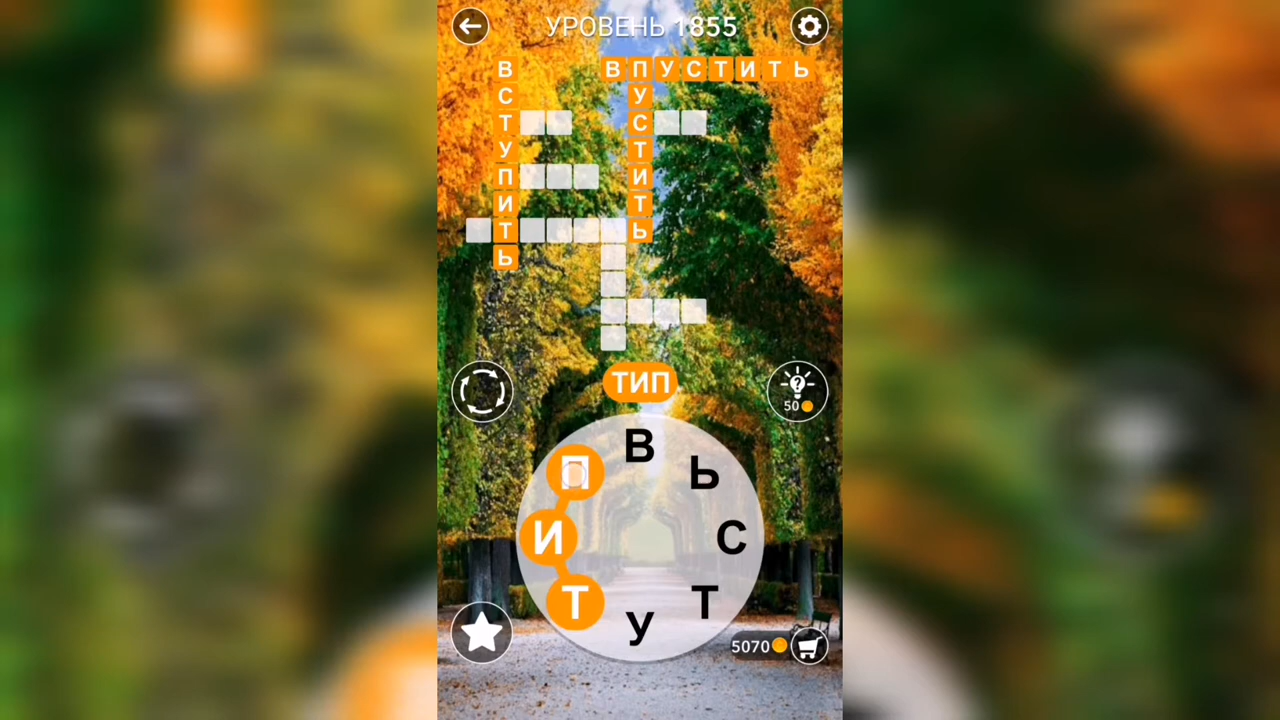 УРОВЕНЬ 1855
ВСТУПИТЬ
ВПУСТИТЬ
ПУСТИТЬ
ТИП
50
В
Ь
С
Т
У
Т
И
П
5070